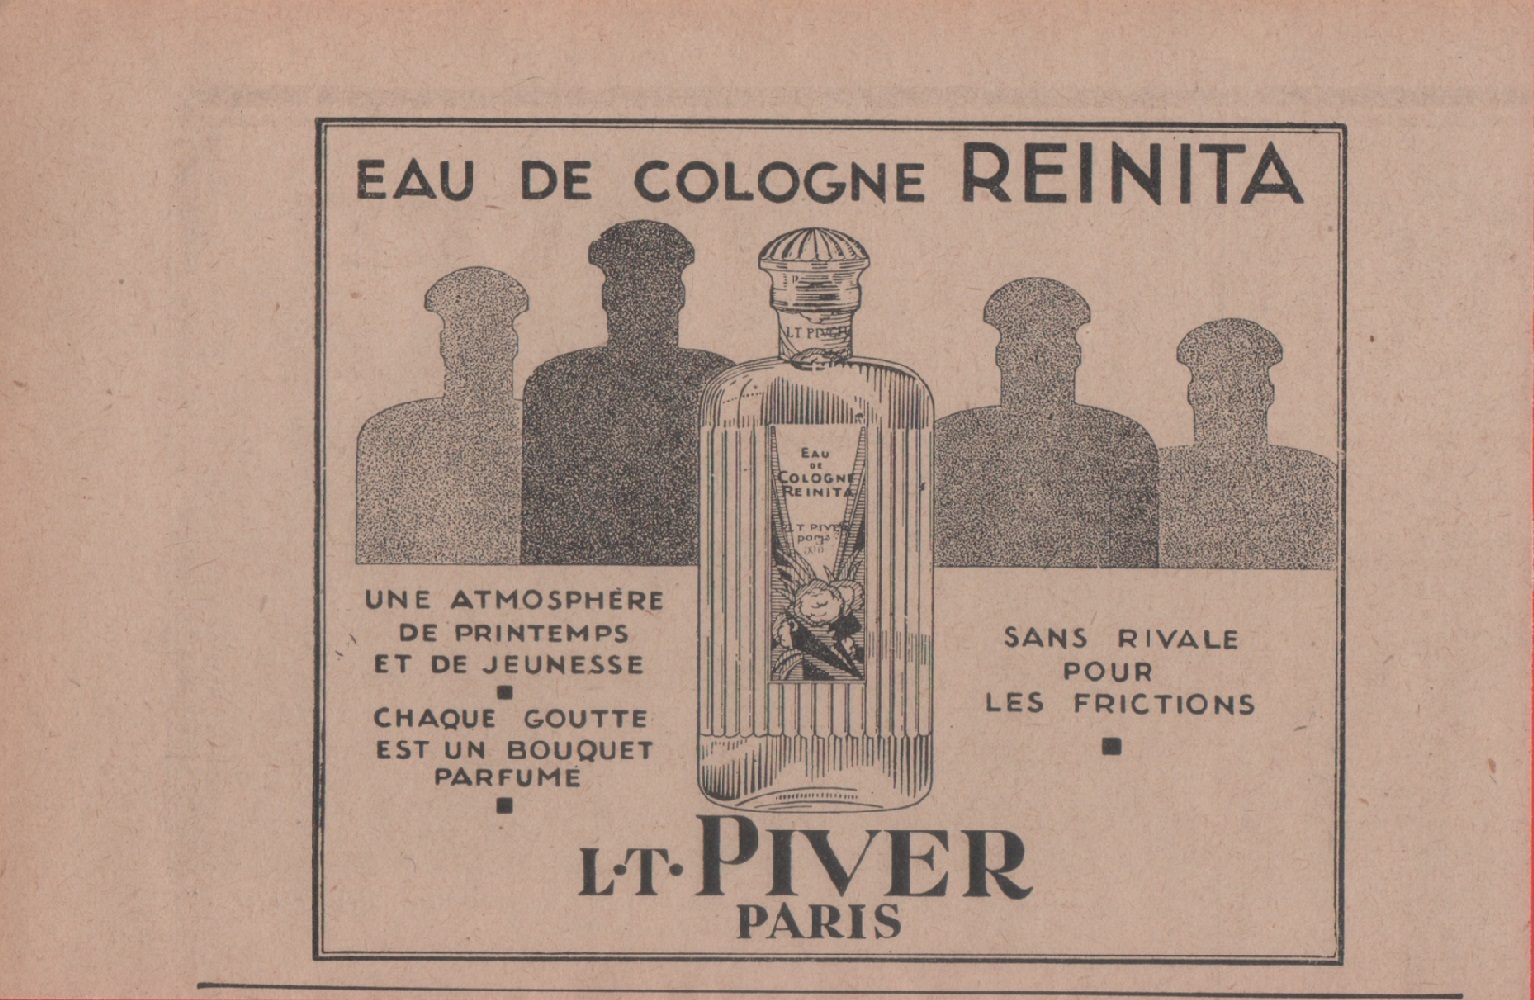 EAU DE COLOGNE REINITA
LT PIVER
EAU
DE
COLOGNE
REINITA
L.T PIVER
UNE ATMOSPHÈRE
DE PRINTEMPS
ET DE JEUNESSE
CHAQUE GOUTTE
EST UN BOUQUET
PARFUMÉ
SANS RIVALE
POUR
LES FRICTIONS
L·T·PIVER
PARIS